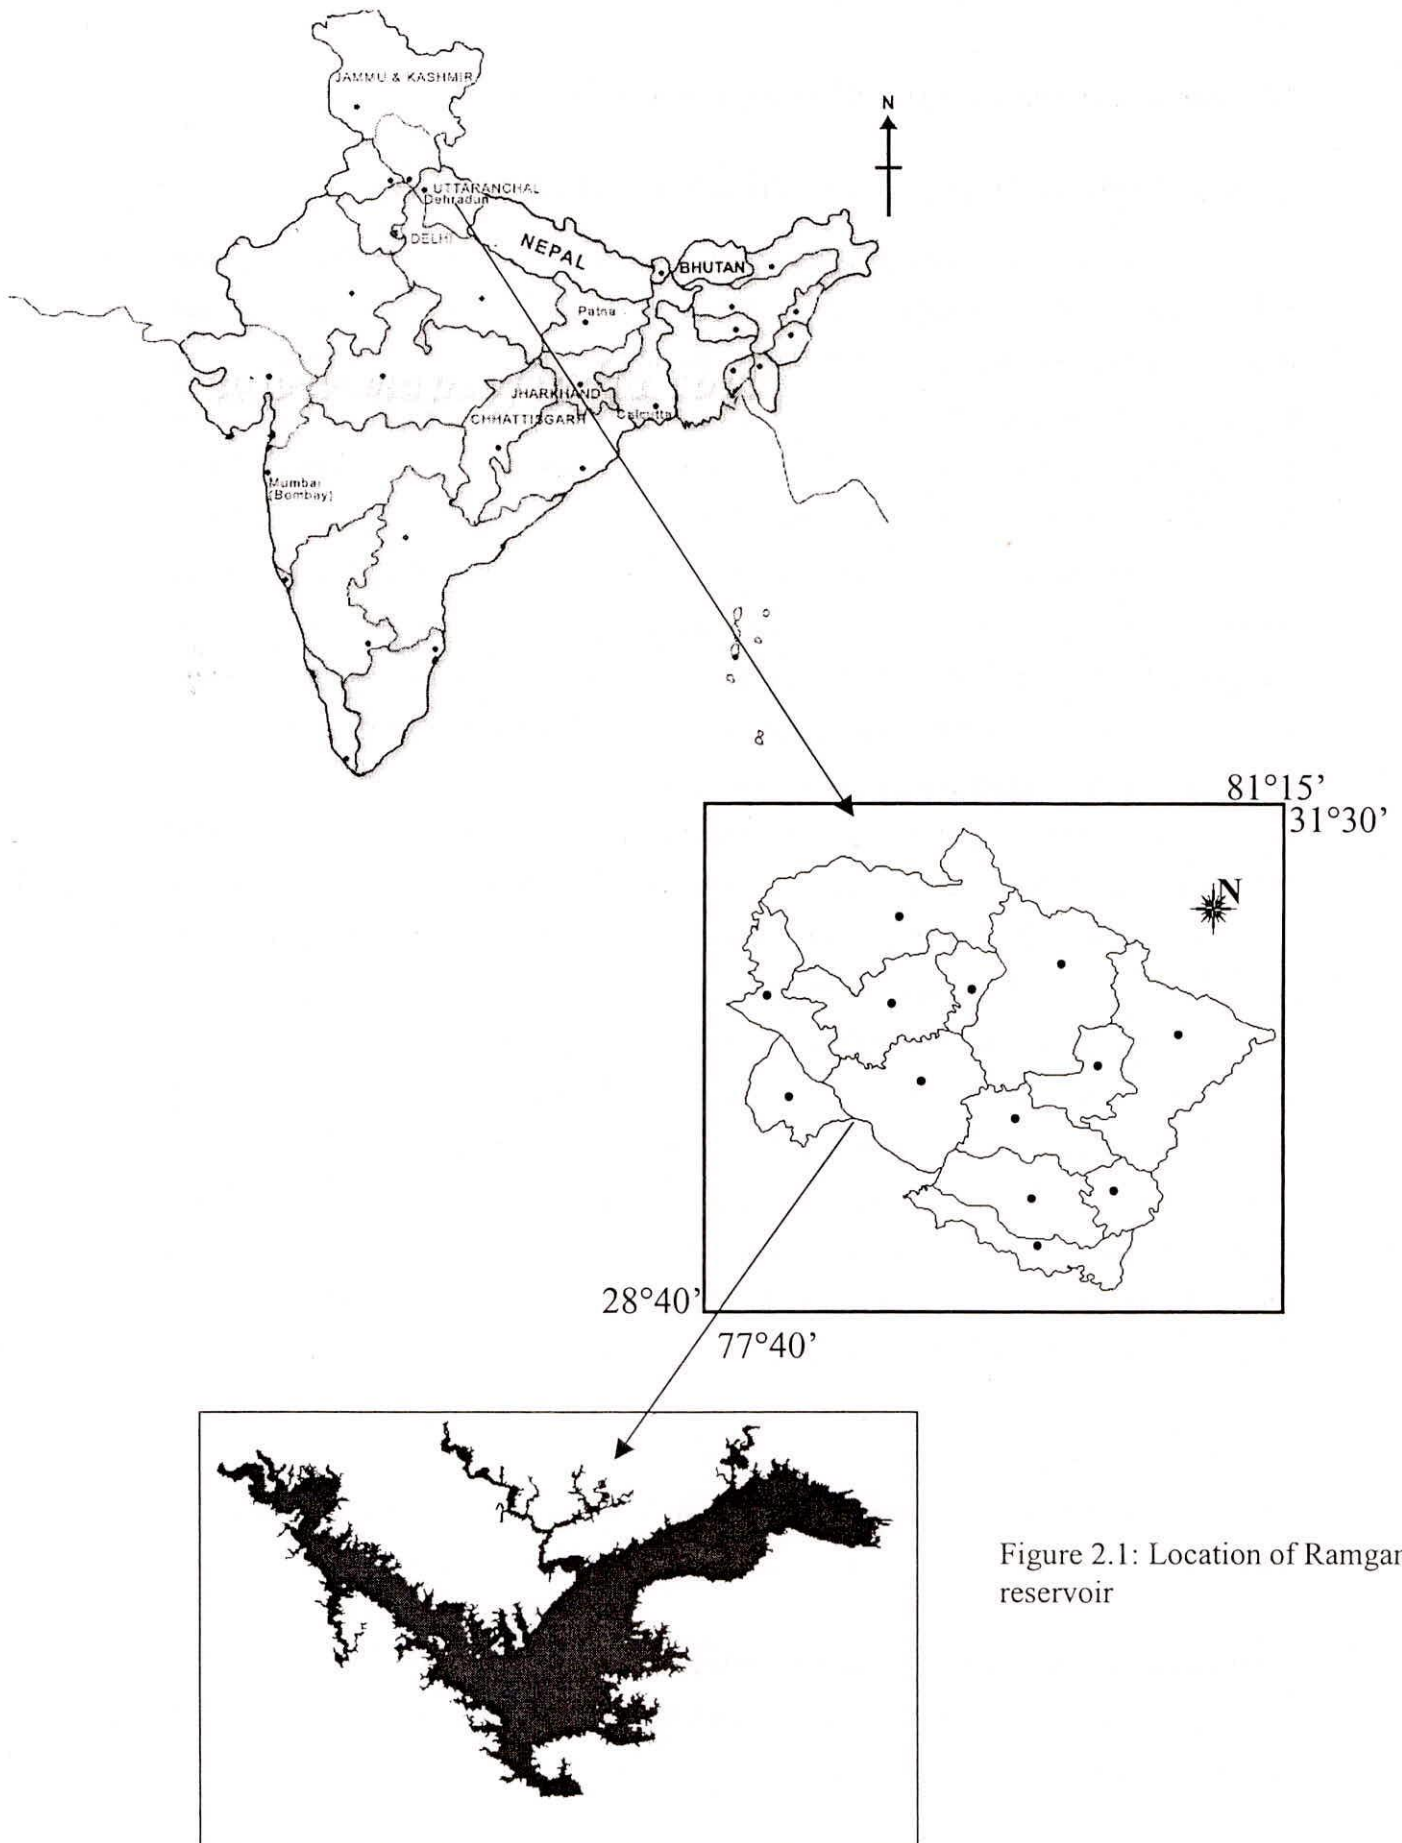 JAMMU & KASHMIR
N
UTTARANCHAL
Dehradun
DELHI
NEPAL
BHUTAN
Patna
JHARKHAND
CHHATTISGARH
Calcutta
Mumbai
(Bombay)
81°15’
31°30’
N
28°40’
77°40’
Figure 2.1: Location of Ramgan
reservoir